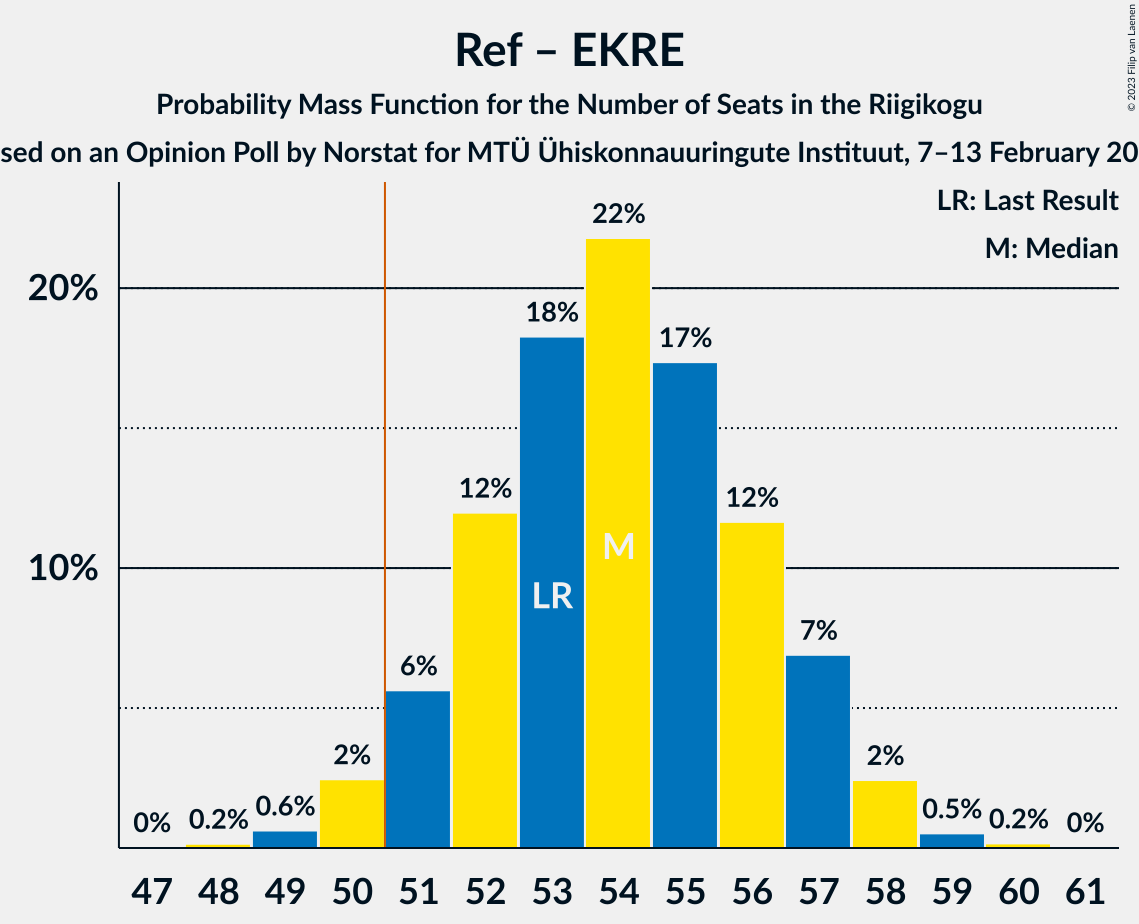 Ref – EKRE
Probability Mass Function for the Number of Seats in the Riigikogu
sed on an Opinion Poll by Norstat for MTÜ Ühiskonnauuringute Instituut, 7–13 February 20
© 2023 Filip van Laenen
LR: Last Result
M: Median
20%
10%
0%
0.2%
0.6%
2%
6%
12%
18%
22%
17%
12%
7%
2%
0.5%
0.2%
0%
LR
M
47 48 49 50 51 52 53 54 55 56 57 58 59 60 61